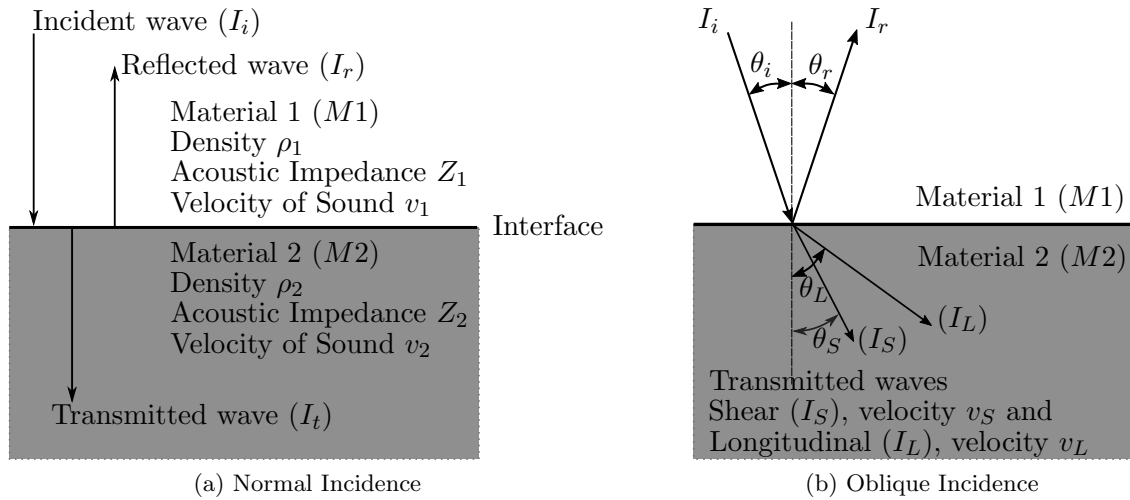 Incident wave (I_i)
Reflected wave (I_r)
Material 1 (M1)
Density ρ_1
Acoustic Impedance Z_1
Velocity of Sound v_1
Interface
Material 2 (M2)
Density ρ_2
Acoustic Impedance Z_2
Velocity of Sound v_2
Transmitted wave (I_t)
(a) Normal Incidence
I_i
I_r
θ_i
θ_r
Material 1 (M1)
Material 2 (M2)
θ_L
(I_L)
θ_S
(I_S)
Transmitted waves
Shear (I_S), velocity v_S and
Longitudinal (I_L), velocity v_L
(b) Oblique Incidence